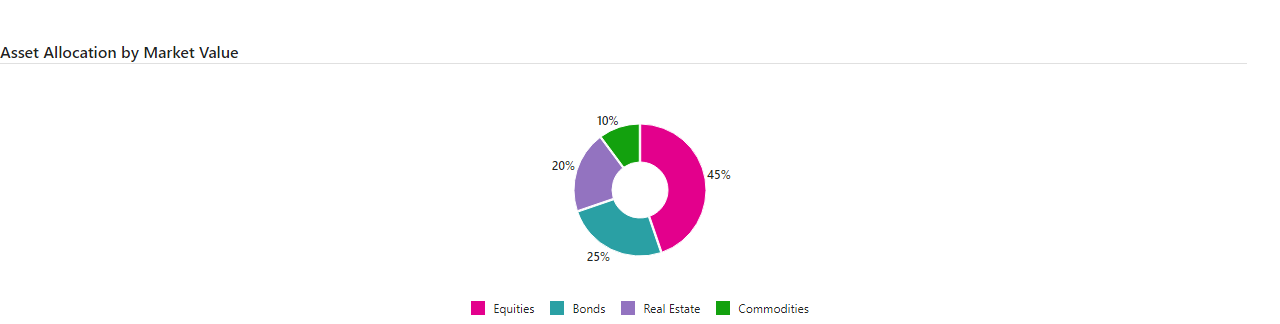 Asset Allocation by Market Value
10%
20%
45%
25%
Equities Bonds Real Estate Commodities